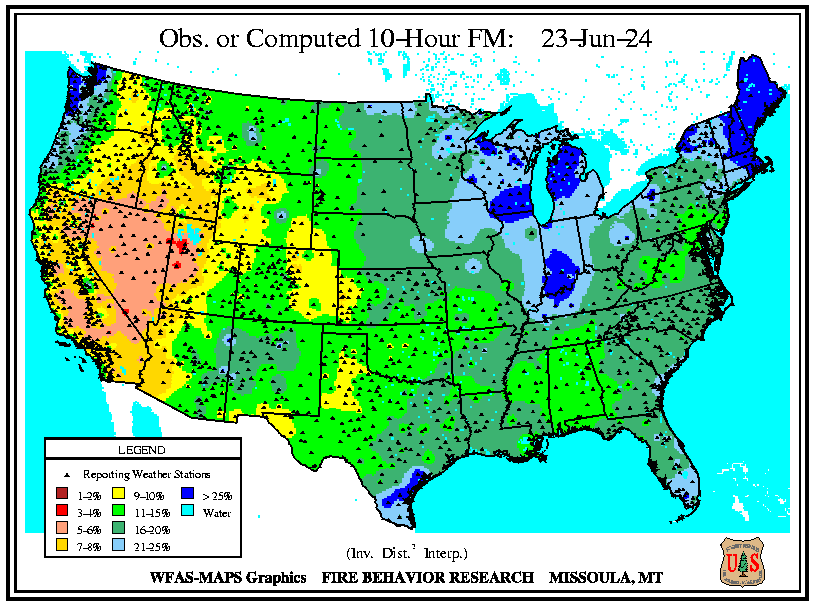 Obs. or Computed 10-Hour FM: 23-Jun-24
LEGEND
Reporting Weather Stations
1-2% 9-10% > 25%
3-4% 11-15% Water
5-6% 16-20%
7-8% 21-25%
(Inv. Dist.² Interp.)
WFAS-MAPS Graphics FIRE BEHAVIOR RESEARCH MISSOULA, MT
U S